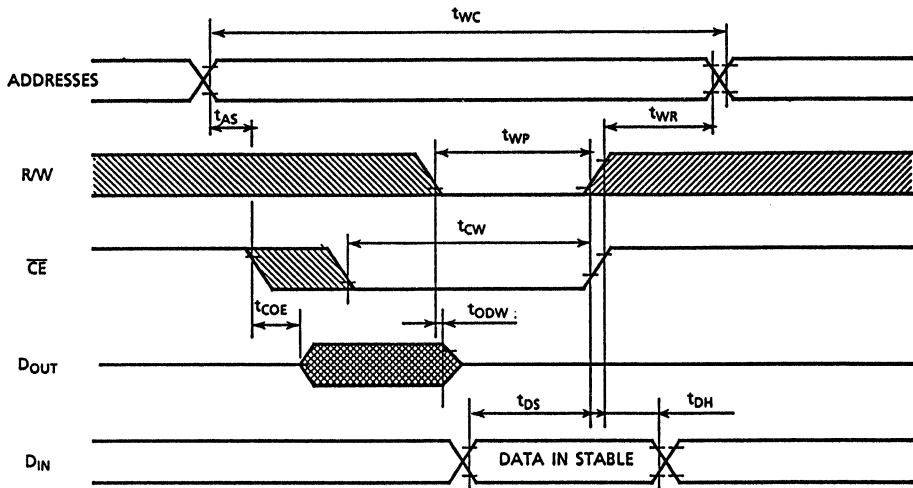 tWC
ADDRESSES
tAS
tWR
tWP
R/W
tCW
CE
tCOE
tODW
DOUT
tDS
tDH
DIN
DATA IN STABLE